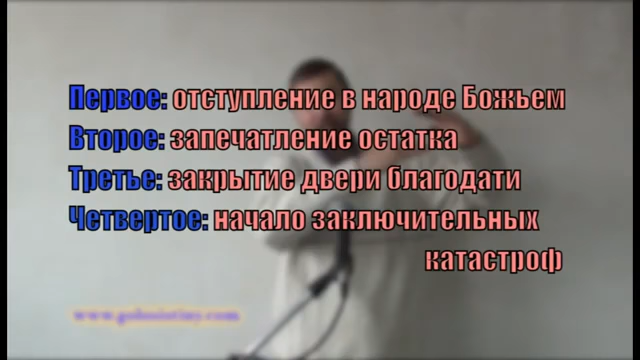 Первое: отступление в народе Божьем
Второе: запечатление остатка
Третье: закрытие двери благодати
Четвертое: начало заключительных
катастроф